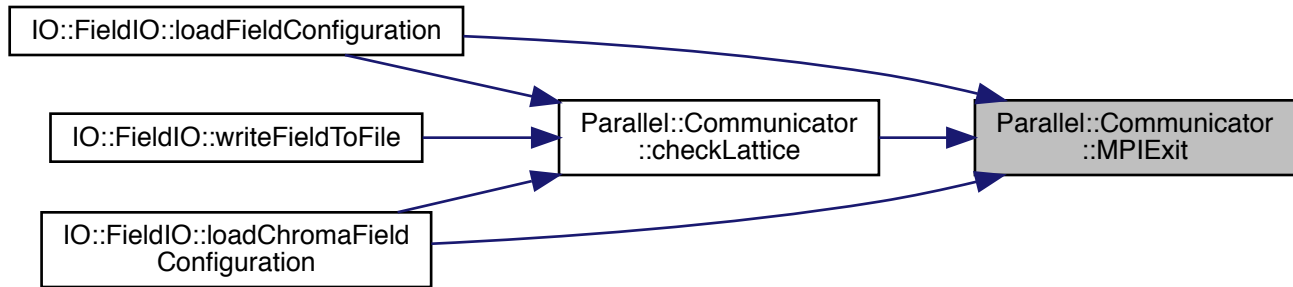 IO::FieldIO::loadFieldConfiguration
IO::FieldIO::writeFieldToFile
IO::FieldIO::loadChromaField
Configuration
Parallel::Communicator
::checkLattice
Parallel::Communicator
::MPIExit